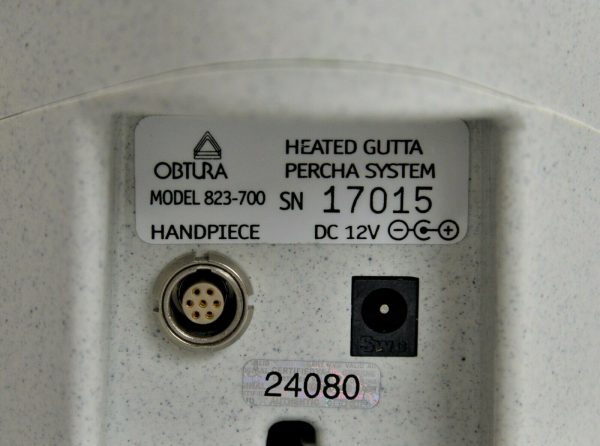 OBTURA
HEATED GUTTA
PERCHA SYSTEM
MODEL 823-700 SN 17015
HANDPIECE DC 12V
24080